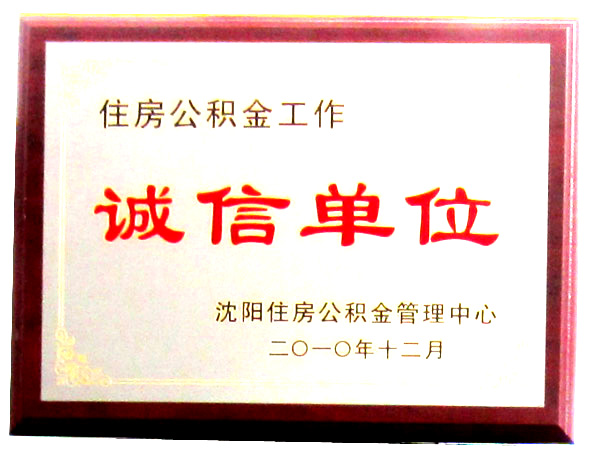 住房公积金工作
诚信单位
沈阳住房公积金管理中心
二〇一〇年十二月